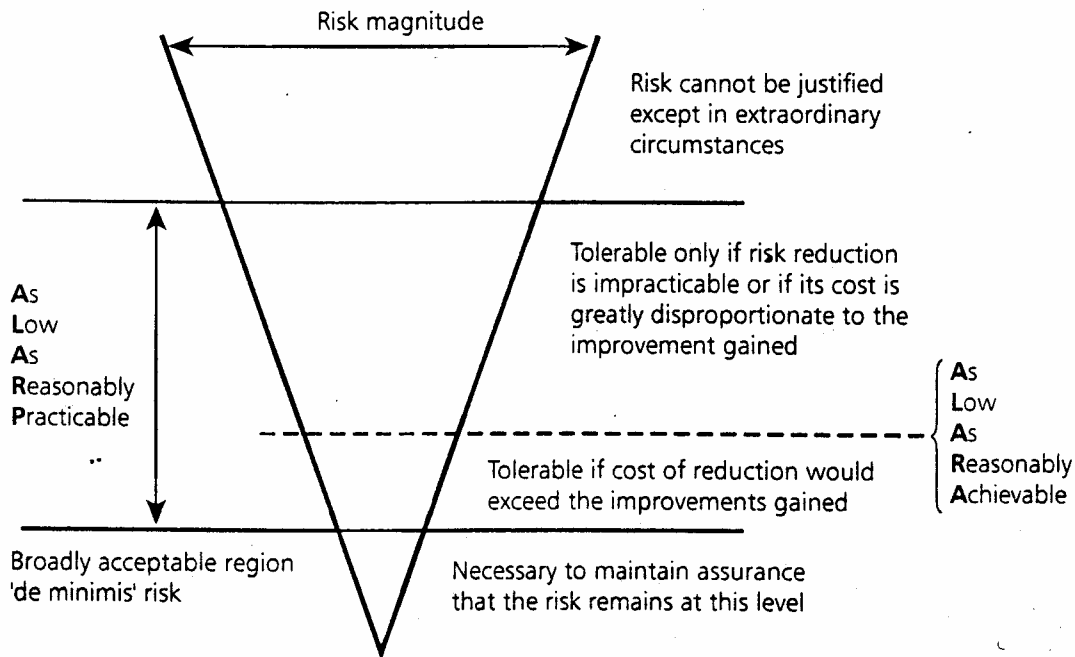 Risk magnitude
Risk cannot be justified
except in extraordinary
circumstances
Tolerable only if risk reduction
is impracticable or if its cost is
greatly disproportionate to the
improvement gained
As
Low
As
Reasonably
Practicable
As
Low
As
Reasonably
Achievable
Tolerable if cost of reduction would
exceed the improvements gained
Broadly acceptable region
'de minimis' risk
Necessary to maintain assurance
that the risk remains at this level